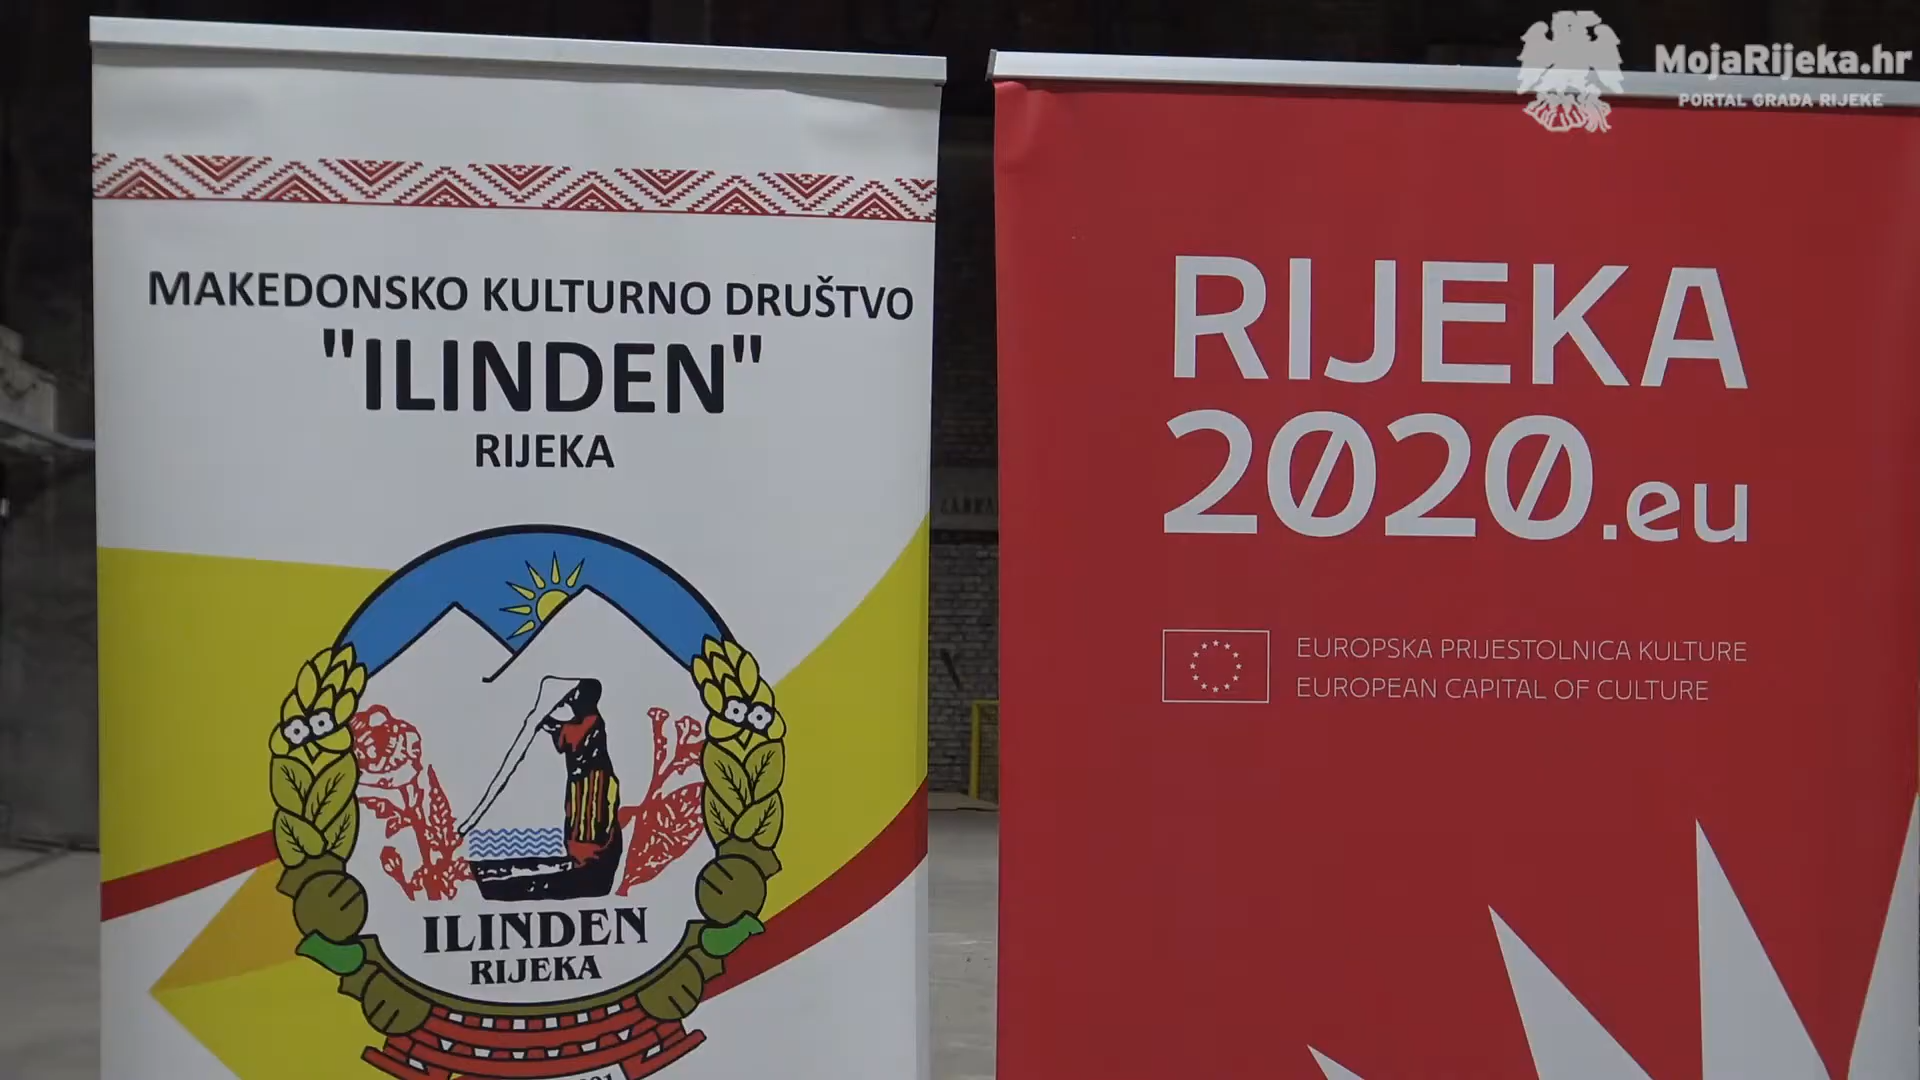 MojaRijeka.hr
PORTAL GRADA RIJEKE
MAKEDONSKO KULTURNO DRUŠTVO
"ILINDEN"
RIJEKA
ILINDEN
RIJEKA
RIJEKA
2020.eu
EUROPSKA PRIJESTOLNICA KULTURE
EUROPEAN CAPITAL OF CULTURE